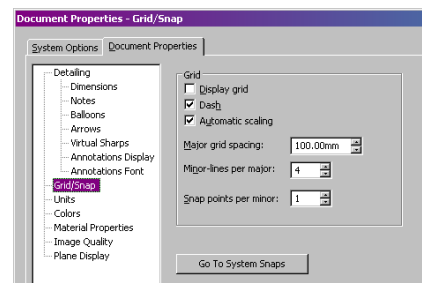 Document Properties - Grid/Snap
System Options
Document Properties
Detailing
Dimensions
Notes
Balloons
Arrows
Virtual Sharps
Annotations Display
Annotations Font
Grid/Snap
Units
Colors
Material Properties
Image Quality
Plane Display
Grid
Display grid
Dash
Automatic scaling
Major grid spacing: 100.00mm
Minor-lines per major: 4
Snap points per minor: 1
Go To System Snaps